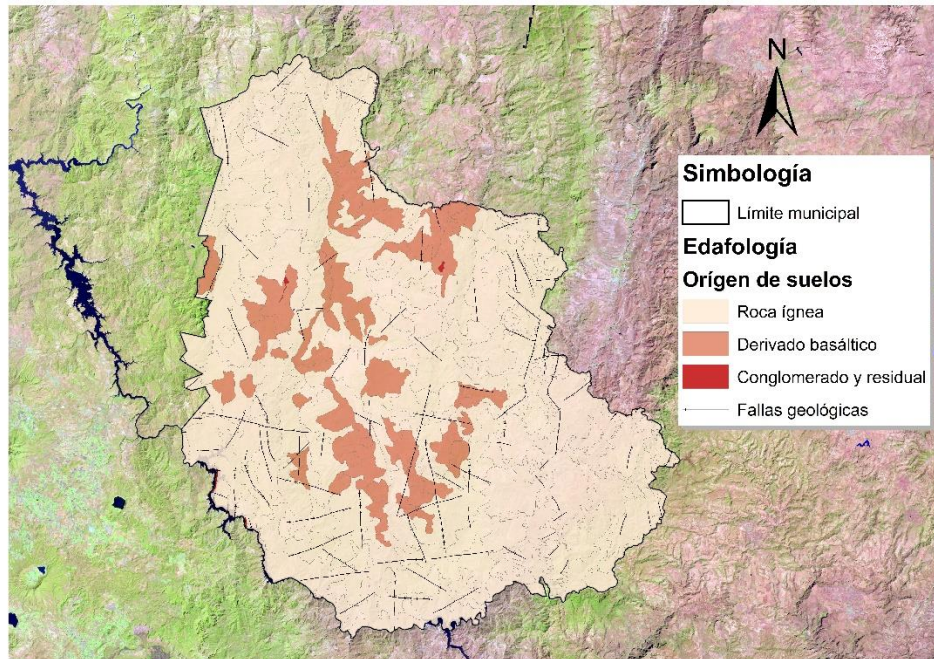 N
Simbología
Límite municipal
Edafología
Orígen de suelos
Roca ígnea
Derivado basáltico
Conglomerado y residual
Fallas geológicas